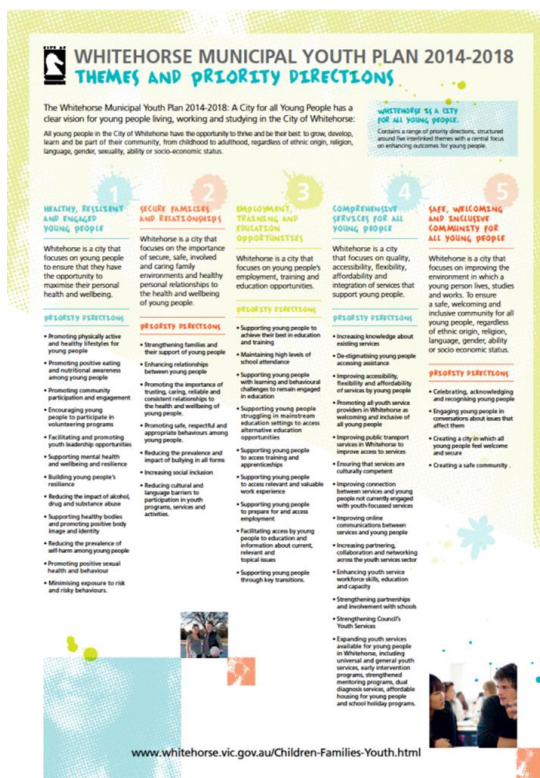 CITY OF
WHITEHORSE MUNICIPAL YOUTH PLAN 2014-2018
THEMES AND PRIORITY DIRECTIONS
The Whitehorse Municipal Youth Plan 2014-2018: A City for all Young People has a
clear vision for young people living, working and studying in the City of Whitehorse:
All young people in the City of Whitehorse have the opportunity to thrive and be their best: to grow, develop,
learn and be part of their community, from childhood to adulthood, regardless of ethnic origin, religion,
language, gender, sexuality, ability or socio-economic status.
WHITEHORSE IS A CITY
FOR ALL YOUNG PEOPLE.
Contains a range of priority directions, structured
around five interlinked themes with a central focus
on enhancing outcomes for young people.
1
HEALTHY, RESILIENT
AND ENGAGED
YOUNG PEOPLE
Whitehorse is a city that
focuses on young people
to ensure that they have
the opportunity to
maximise their personal
health and wellbeing.
PRIORITY DIRECTIONS
• Promoting physically active
and healthy lifestyles for
young people
• Promoting positive eating
and nutritional awareness
among young people
• Promoting community
participation and engagement
• Encouraging young
people to participate in
volunteering programs
• Facilitating and promoting
youth leadership opportunities
• Supporting mental health
and wellbeing and resilience
• Building young people's
resilience
• Reducing the impact of alcohol,
drug and substance abuse
• Supporting healthy bodies
and promoting positive body
image and identity
• Reducing the prevalence of
self-harm among young people
• Promoting positive sexual
health and behaviour
• Minimising exposure to risk
and risky behaviours.
2
SECURE FAMILIES
AND RELATIONSHIPS
Whitehorse is a city that
focuses on the importance
of secure, safe, involved
and caring family
environments and healthy
personal relationships to
the health and wellbeing
of young people.
PRIORITY DIRECTIONS
• Strengthening families and
their support of young people
• Enhancing relationships
between young people
• Promoting the importance of
trusting, caring, reliable and
consistent relationships to
the health and wellbeing of
young people.
• Promoting safe, respectful and
appropriate behaviours among
young people.
• Reducing the prevalence and
impact of bullying in all forms
• Increasing social inclusion
• Reducing cultural and
language barriers to
participation in youth
programs, services and
activities.
3
EMPLOYMENT,
TRAINING AND
EDUCATION
OPPORTUNITIES
Whitehorse is a city that
focuses on young people's
employment, training and
education opportunities.
PRIORITY DIRECTIONS
• Supporting young people to
achieve their best in education
and training
• Maintaining high levels of
school attendance
• Supporting young people
with learning and behavioural
challenges to remain engaged
in education
• Supporting young people
struggling in mainstream
education settings to access
alternative education
opportunities
• Supporting young people
to access training and
apprenticeships
• Supporting young people
to access relevant and valuable
work experience
• Supporting young people
to prepare for and access
employment
• Facilitating access by young
people to education and
information about current,
relevant and
topical issues
• Supporting young people
through key transitions.
4
COMPREHENSIVE
SERVICES FOR ALL
YOUNG PEOPLE
Whitehorse is a city
that focuses on quality,
accessibility, flexibility,
affordability and
integration of services that
support young people.
PRIORITY DIRECTIONS
• Increasing knowledge about
existing services
• De-stigmatising young people
accessing assistance
• Improving accessibility,
flexibility and affordability
of services by young people
• Promoting all youth service
providers in Whitehorse as
welcoming and inclusive of
all young people
• Improving public transport
services in Whitehorse to
improve access to services
• Ensuring that services are
culturally competent
• Improving connection
between services and young
people not currently engaged
with youth-focussed services
• Improving online
communications between
services and young people
• Increasing partnering,
collaboration and networking
across the youth services sector
• Enhancing youth service
workforce skills, education
and capacity
• Strengthening partnerships
and involvement with schools
• Strengthening Council's
Youth Services
• Expanding youth services
available for young people
in Whitehorse, including
universal and general youth
services, early intervention
programs, strengthened
mentoring programs, dual
diagnosis services, affordable
housing for young people
and school holiday programs.
5
SAFE, WELCOMING
AND INCLUSIVE
COMMUNITY FOR
ALL YOUNG PEOPLE
Whitehorse is a city that
focuses on improving the
environment in which a
young person lives, studies
and works. To ensure
a safe, welcoming and
inclusive community for all
young people, regardless
of ethnic origin, religion,
language, gender, ability
or socio economic status.
PRIORITY DIRECTIONS
• Celebrating, acknowledging
and recognising young people
• Engaging young people in
conversations about issues that
affect them
• Creating a city in which all
young people feel welcome
and secure
• Creating a safe community .
www.whitehorse.vic.gov.au/Children-Families-Youth.html